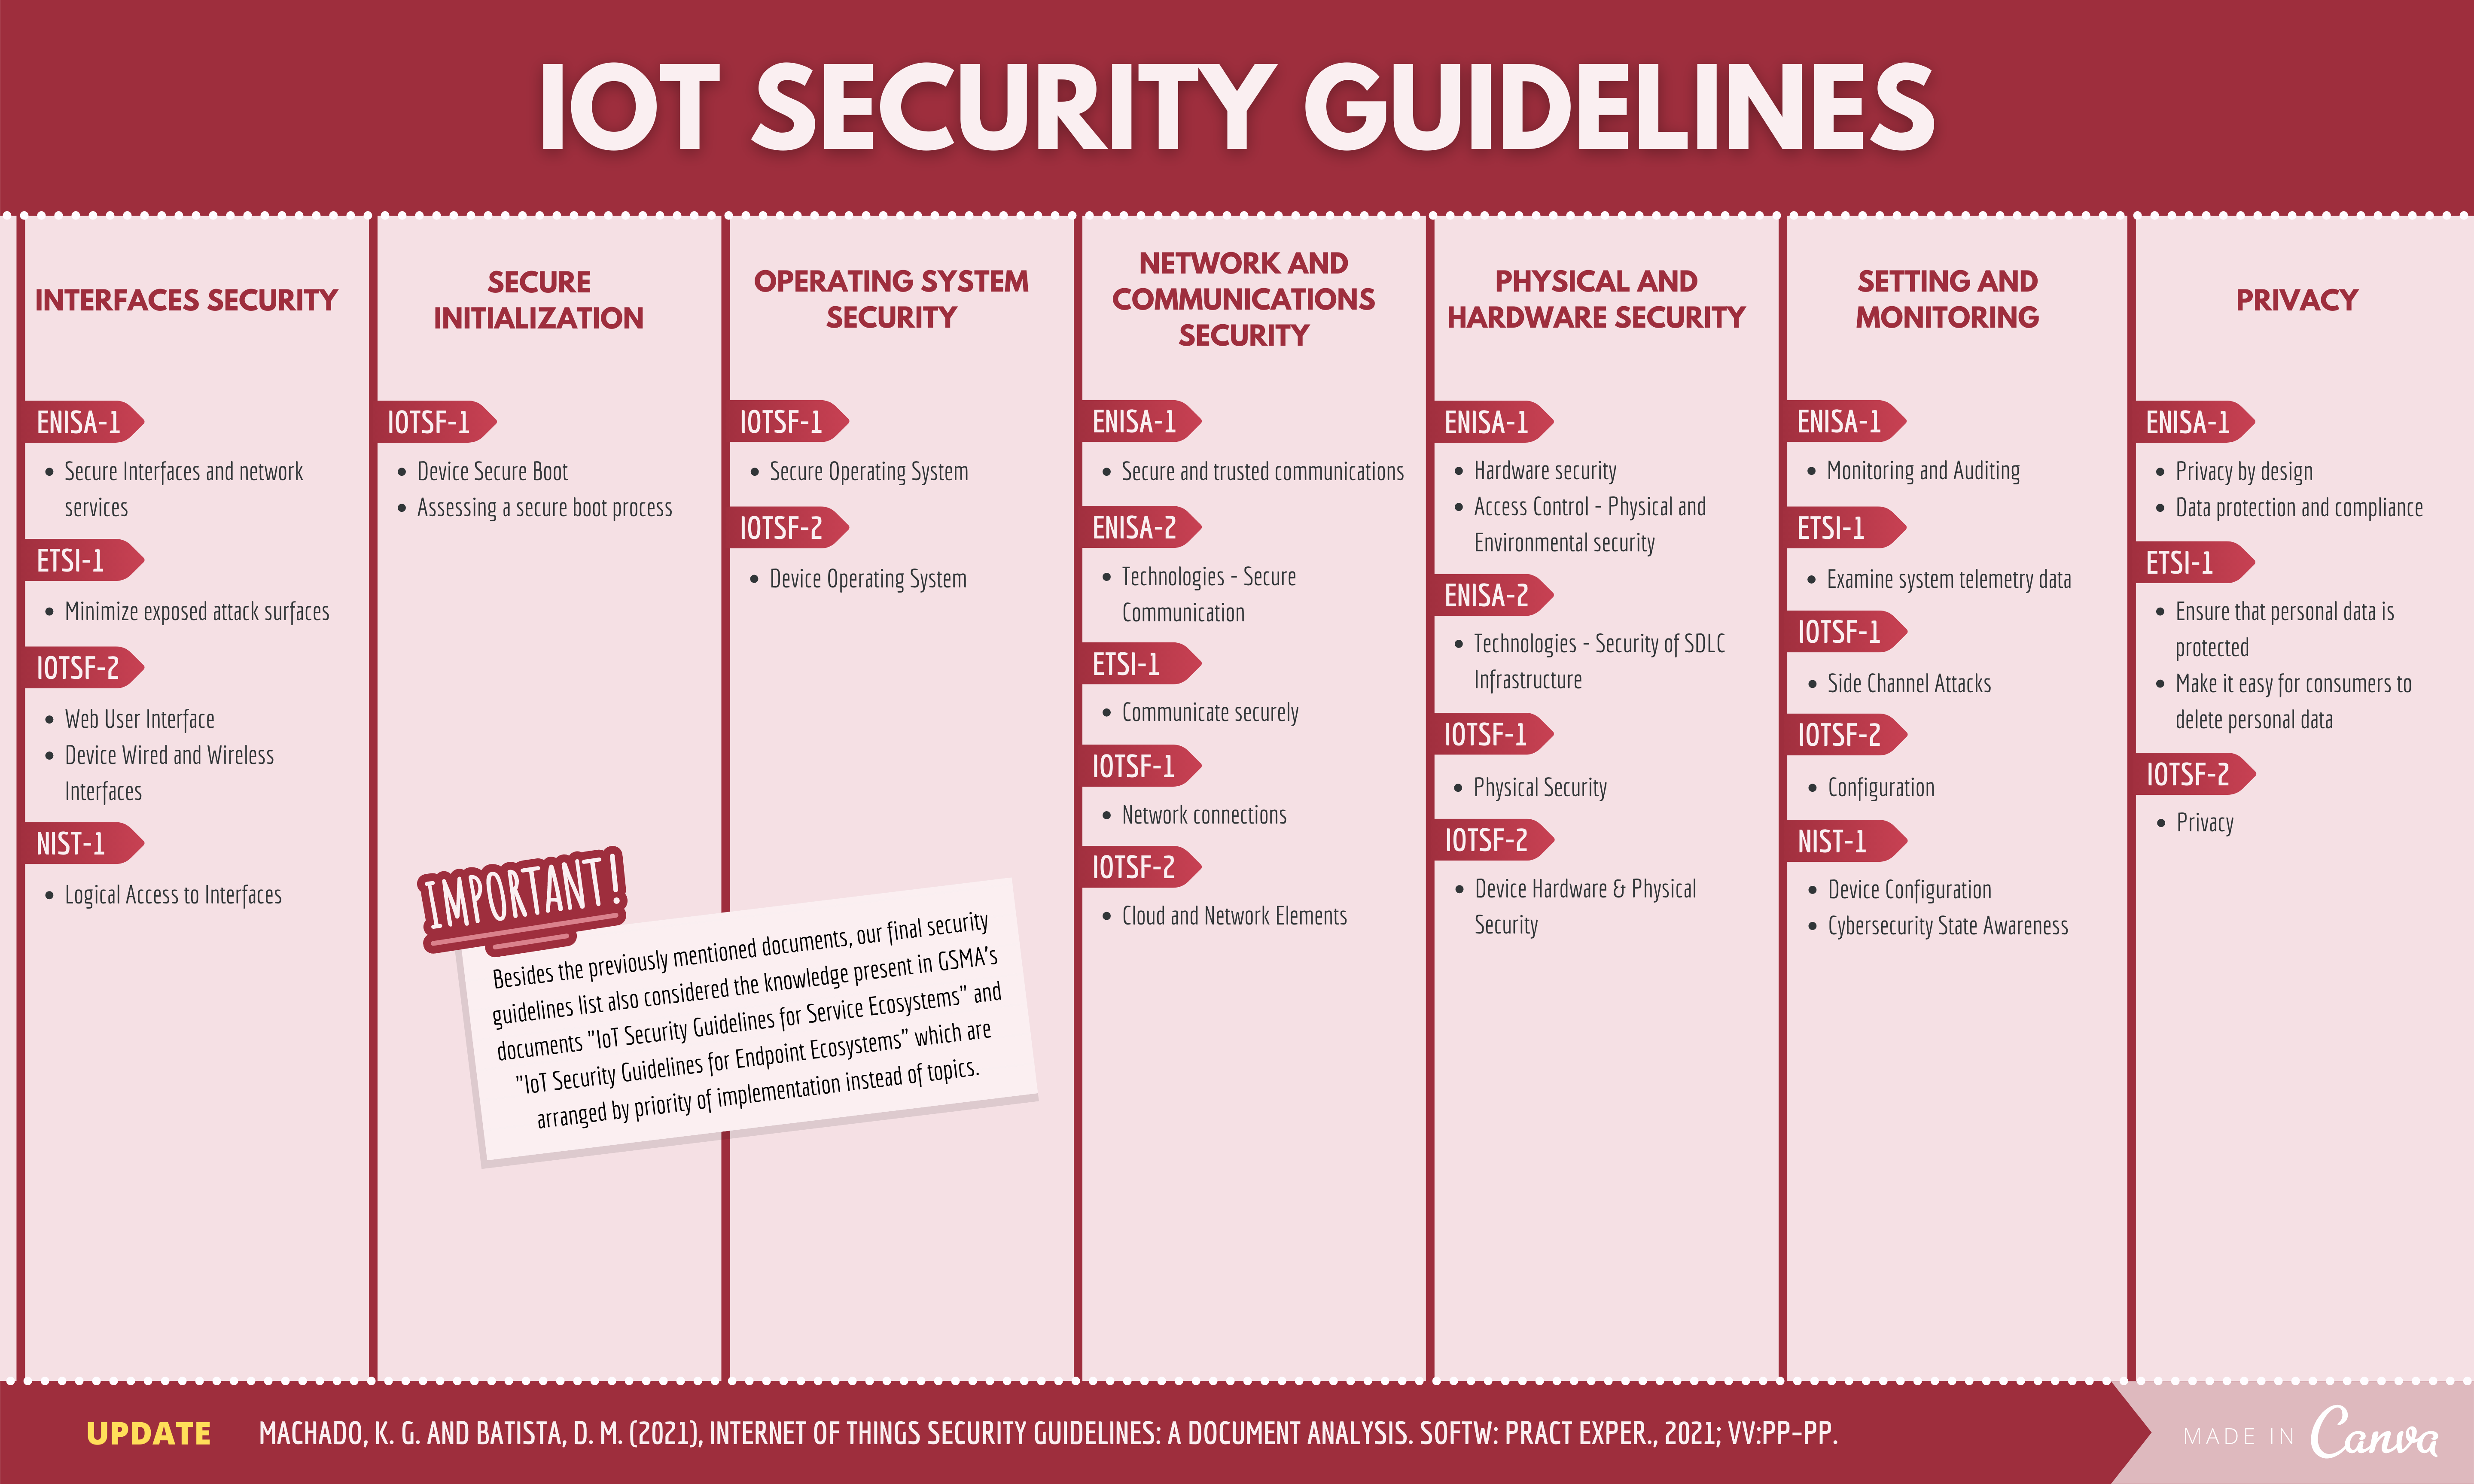 IOT SECURITY GUIDELINES
INTERFACES SECURITY
ENISA-1
Secure Interfaces and network
services
ETSI-1
Minimize exposed attack surfaces
IOTSF-2
Web User Interface
Device Wired and Wireless
Interfaces
NIST-1
Logical Access to Interfaces
SECURE
INITIALIZATION
IOTSF-1
Device Secure Boot
Assessing a secure boot process
OPERATING SYSTEM
SECURITY
IOTSF-1
Secure Operating System
IOTSF-2
Device Operating System
IMPORTANT!
Besides the previously mentioned documents, our final security
guidelines list also considered the knowledge present in GSMA's
documents "IoT Security Guidelines for Service Ecosystems" and
"IoT Security Guidelines for Endpoint Ecosystems" which are
arranged by priority of implementation instead of topics.
NETWORK AND
COMMUNICATIONS
SECURITY
ENISA-1
Secure and trusted communications
ENISA-2
Technologies - Secure
Communication
ETSI-1
Communicate securely
IOTSF-1
Network connections
IOTSF-2
Cloud and Network Elements
PHYSICAL AND
HARDWARE SECURITY
ENISA-1
Hardware security
Access Control - Physical and
Environmental security
ENISA-2
Technologies - Security of SDLC
Infrastructure
IOTSF-1
Physical Security
IOTSF-2
Device Hardware & Physical
Security
SETTING AND
MONITORING
ENISA-1
Monitoring and Auditing
ETSI-1
Examine system telemetry data
IOTSF-1
Side Channel Attacks
IOTSF-2
Configuration
NIST-1
Device Configuration
Cybersecurity State Awareness
PRIVACY
ENISA-1
Privacy by design
Data protection and compliance
ETSI-1
Ensure that personal data is
protected
Make it easy for consumers to
delete personal data
IOTSF-2
Privacy
UPDATE MACHADO, K. G. AND BATISTA, D. M. (2021), INTERNET OF THINGS SECURITY GUIDELINES: A DOCUMENT ANALYSIS. SOFTW: PRACT EXPER., 2021; VV:PP-PP.
MADE IN Canva